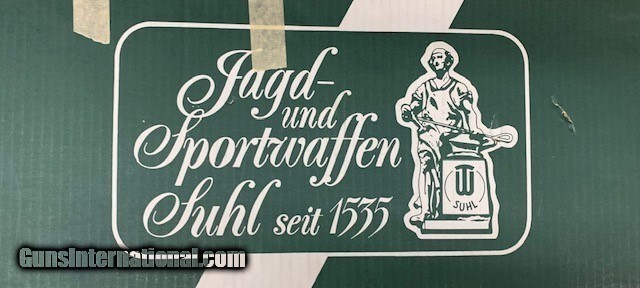 Jagd-
und
Sportwaffen
Suhl seit 1535
W
SUHL
GunsInternational.com